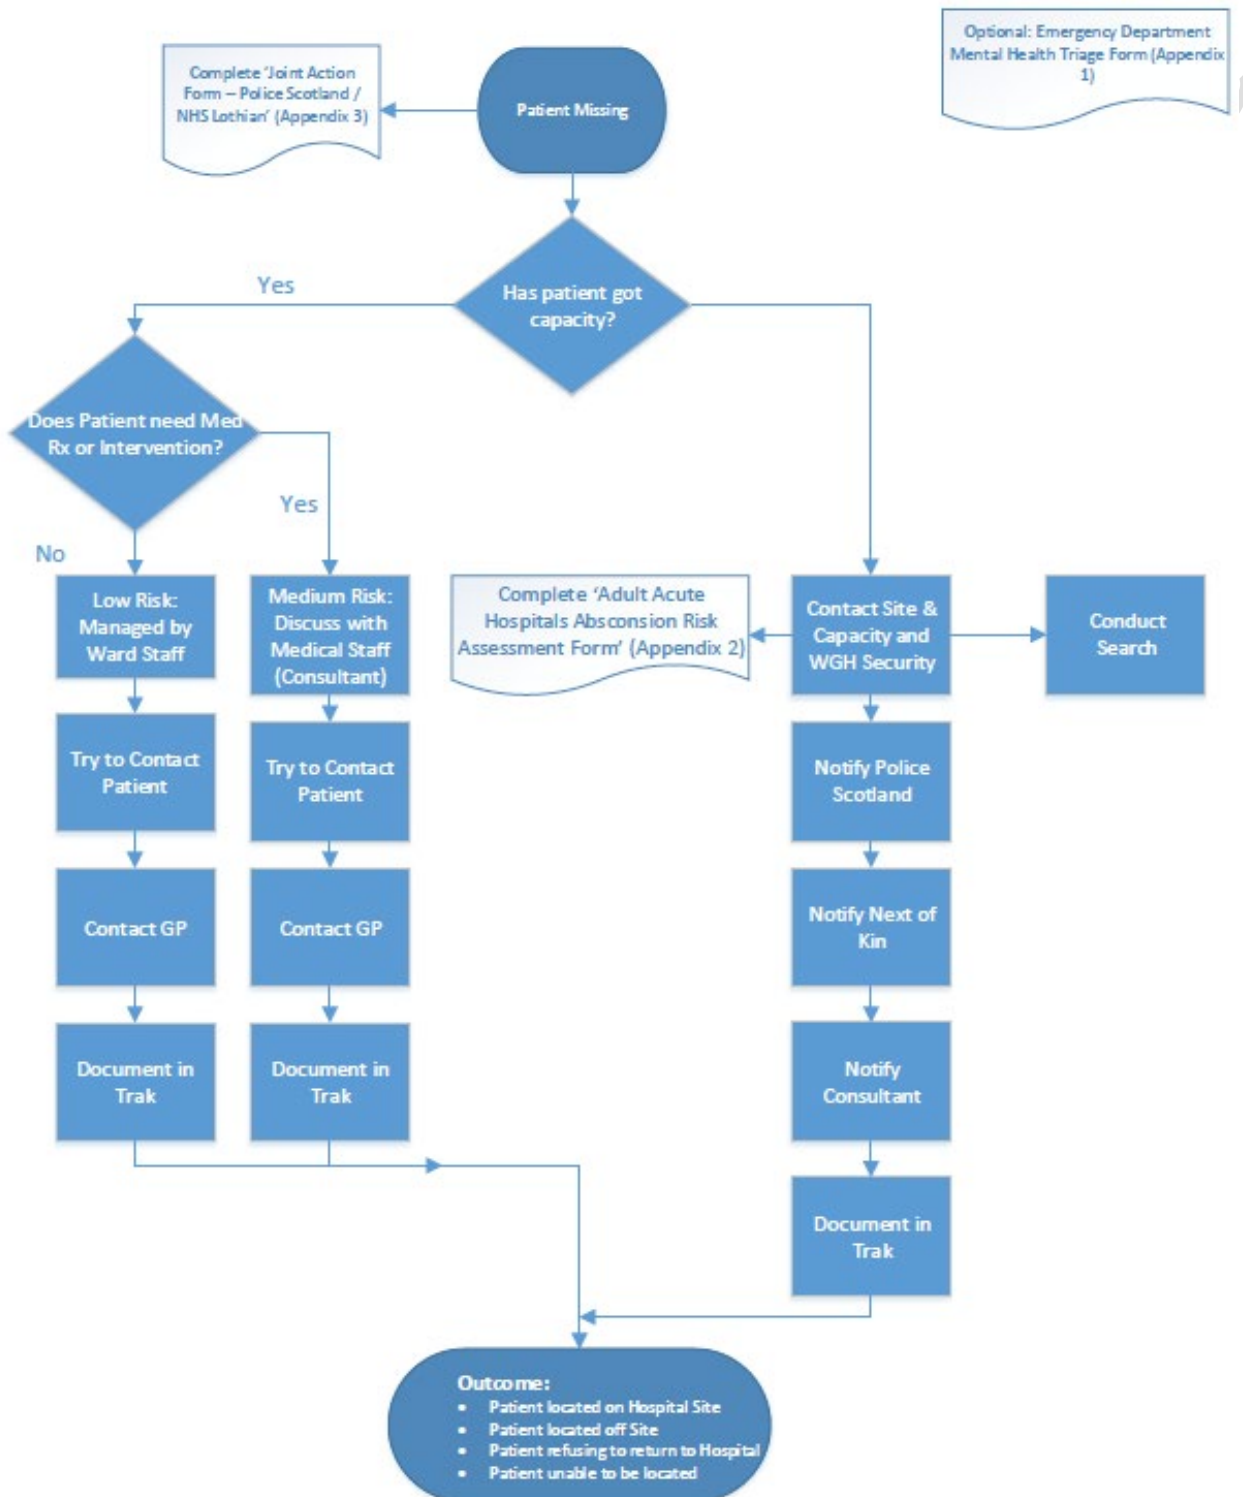 Optional: Emergency Department
Mental Health Triage Form (Appendix
1)
Complete ‘Joint Action
Form – Police Scotland /
NHS Lothian’ (Appendix 3)
Patient Missing
Yes
Has patient got
capacity?
Does Patient need Med
Rx or Intervention?
Yes
No
Low Risk:
Managed by
Ward Staff
Medium Risk:
Discuss with
Medical Staff
(Consultant)
Complete ‘Adult Acute
Hospitals Absconsion Risk
Assessment Form’ (Appendix 2)
Contact Site &
Capacity and
WGH Security
Conduct
Search
Try to Contact
Patient
Try to Contact
Patient
Notify Police
Scotland
Contact GP
Contact GP
Notify Next of
Kin
Document in
Trak
Document in
Trak
Notify
Consultant
Document in
Trak
Outcome:
• Patient located on Hospital Site
• Patient located off Site
• Patient refusing to return to Hospital
• Patient unable to be located